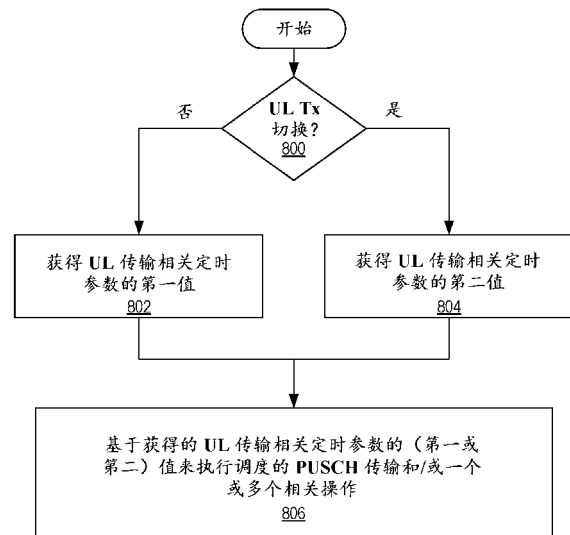 开始
UL Tx
切换?
800
否
是
获得 UL 传输相关定时
参数的第一值
802
获得 UL 传输相关定时
参数的第二值
804
基于获得的 UL 传输相关定时参数的（第一或
第二）值来执行调度的 PUSCH 传输和/或一个
或多个相关操作
806